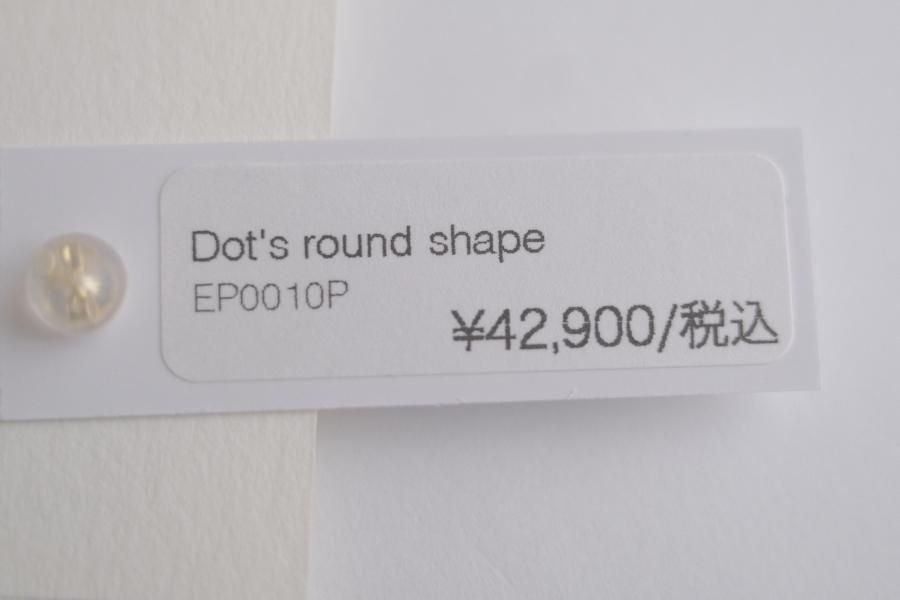 Dot's round shape
EP0010P
¥42,900/税込